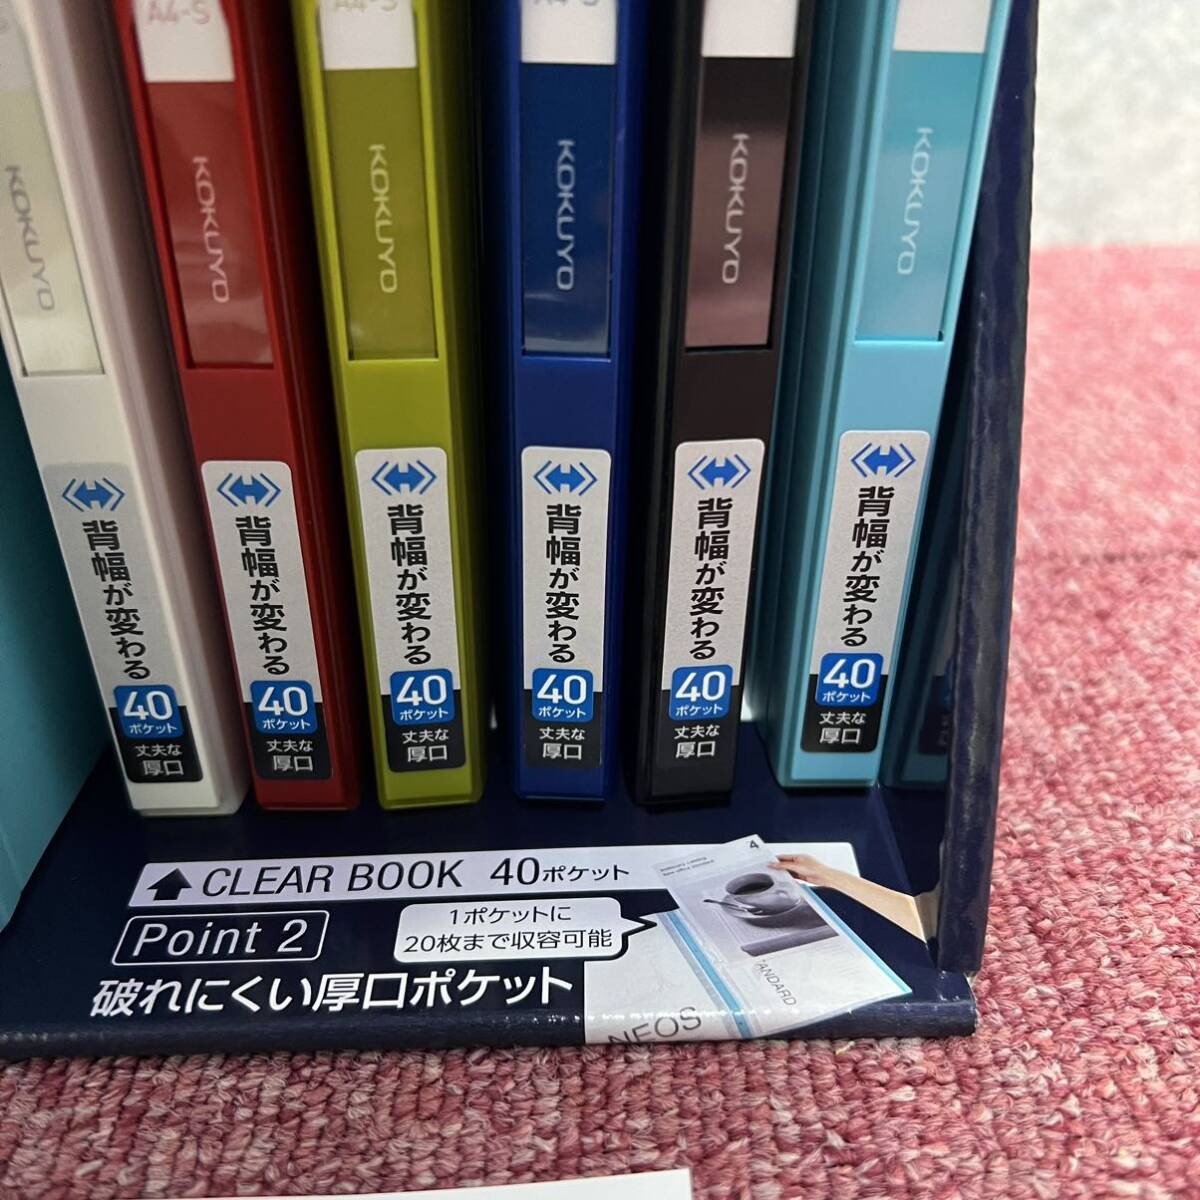 KOKUYO
背幅が変わる
40
ポケット
丈夫な
厚口
A4-S
KOKUYO
背幅が変わる
40
ポケット
丈夫な
厚口
A4-S
KOKUYO
背幅が変わる
40
ポケット
丈夫な
厚口
A4-S
KOKUYO
背幅が変わる
40
ポケット
丈夫な
厚口
KOKUYO
背幅が変わる
40
ポケット
丈夫な
厚口
KOKUYO
背幅が変わる
40
ポケット
丈夫な
厚口
CLEAR BOOK 40ポケット
Point 2
1ポケットに
20枚まで収容可能
破れにくい厚口ポケット
4
ANDARD
NEOS